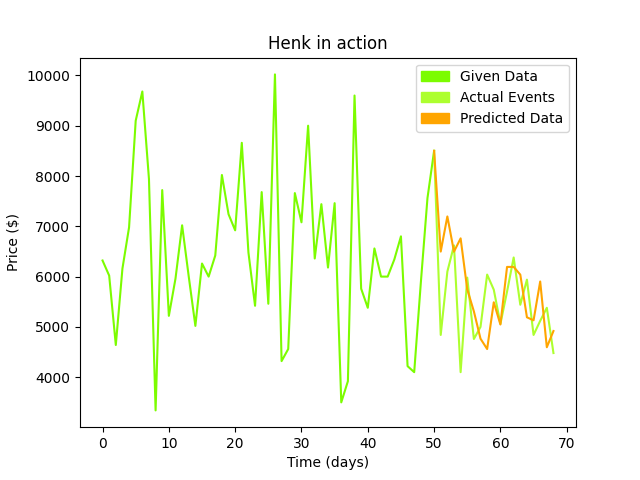 Henk in action
Given Data
Actual Events
Predicted Data
Price ($)
10000
9000
8000
7000
6000
5000
4000
0 10 20 30 40 50 60 70
Time (days)